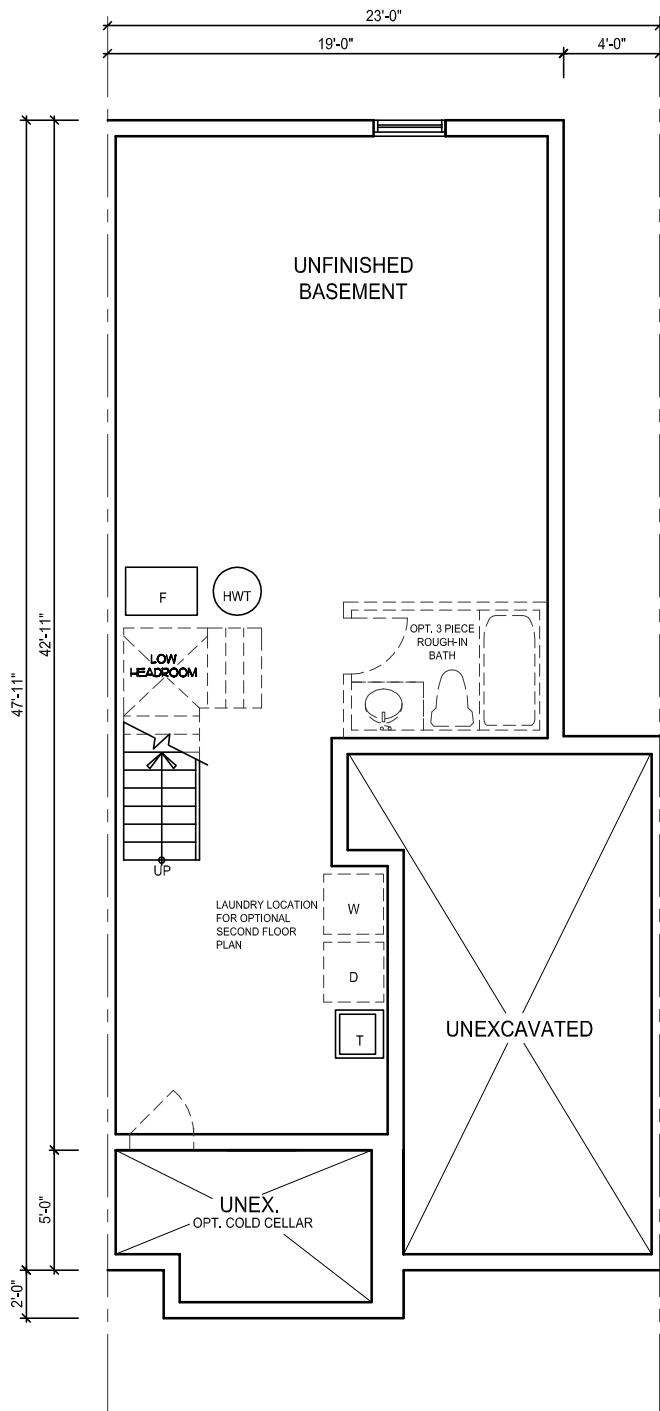 23'-0"
19'-0"
4'-0"
UNFINISHED
BASEMENT
42'-11"
47'-11"
F
HWT
LOW
HEADROOM
OPT. 3 PIECE
ROUGH-IN
BATH
UP
LAUNDRY LOCATION
FOR OPTIONAL
SECOND FLOOR
PLAN
W
D
T
UNEXCAVATED
UNEX.
OPT. COLD CELLAR
5'-0"
2'-0"